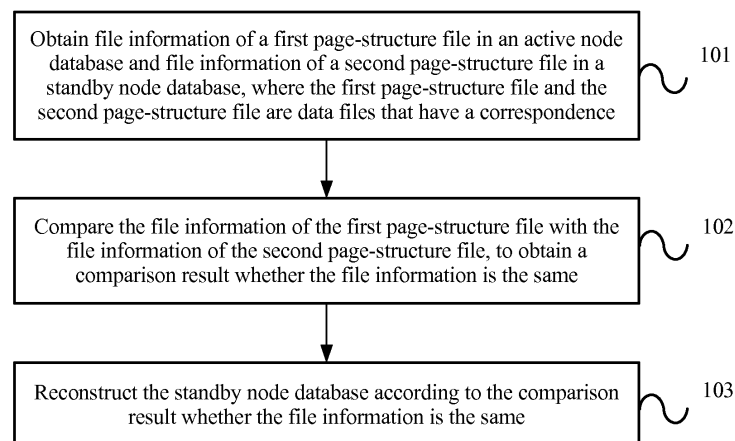 Obtain file information of a first page-structure file in an active node
database and file information of a second page-structure file in a
standby node database, where the first page-structure file and the
second page-structure file are data files that have a correspondence
101
Compare the file information of the first page-structure file with the
file information of the second page-structure file, to obtain a
comparison result whether the file information is the same
102
Reconstruct the standby node database according to the comparison
result whether the file information is the same
103